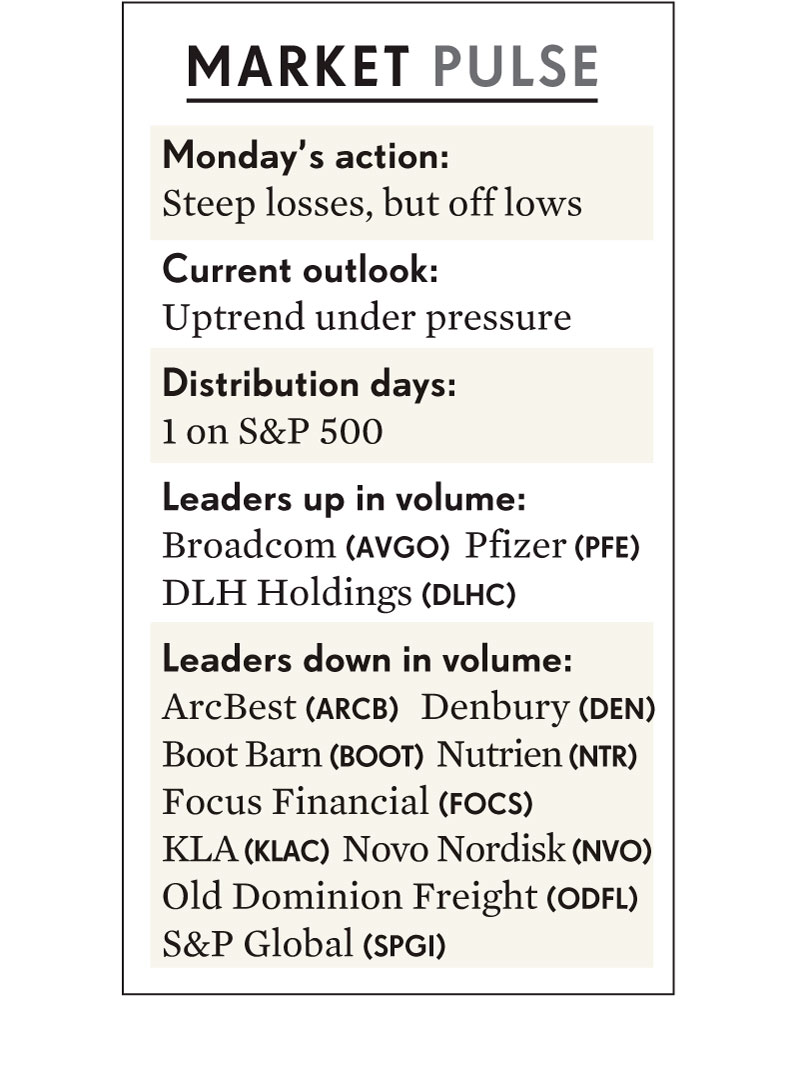 MARKET PULSE
Monday’s action:
Steep losses, but off lows
Current outlook:
Uptrend under pressure
Distribution days:
1 on S&P 500
Leaders up in volume:
Broadcom (AVGO) Pfizer (PFE)
DLH Holdings (DLHC)
Leaders down in volume:
ArcBest (ARCB) Denbury (DEN)
Boot Barn (BOOT) Nutrien (NTR)
Focus Financial (FOCS)
KLA (KLAC) Novo Nordisk (NVO)
Old Dominion Freight (ODFL)
S&P Global (SPGI)